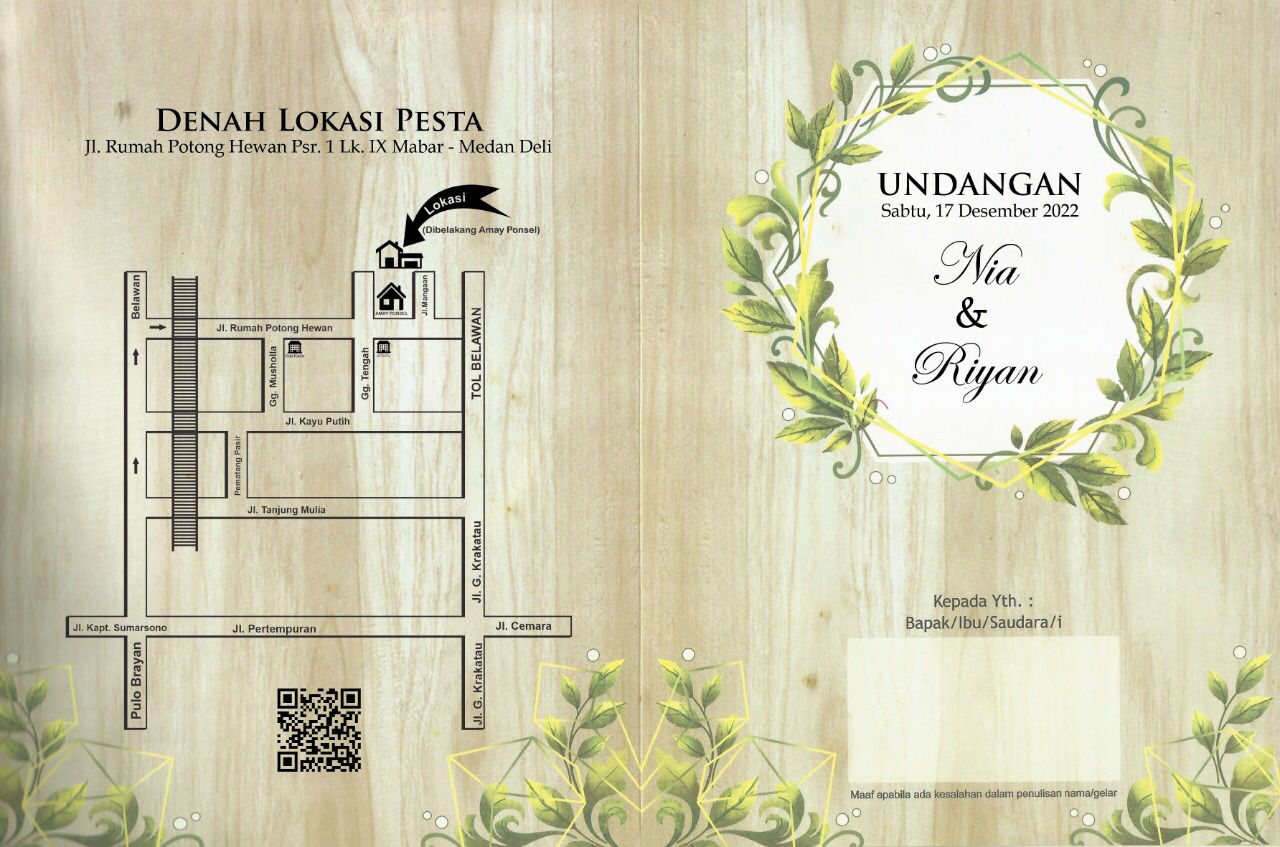 DENAH LOKASI PESTA
Jl. Rumah Potong Hewan Psr. 1 Lk. IX Mabar - Medan Deli
Lokasi
(Dibelakang Amay Ponsel)
Belawan
AMAY PONSEL
Jl.Mangaan
Jl. Rumah Potong Hewan
TOL BELAWAN
Gg. Musholla
Gg. Tengah
Jl. Kayu Putih
Pematang Pasir
Jl. Tanjung Mulia
Jl. G. Krakatau
Jl. Kapt. Sumarsono
Jl. Pertempuran
Jl. Cemara
Pulo Brayan
Jl. G. Krakatau
UNDANGAN
Sabtu, 17 Desember 2022
Nia
&
Riyan
Kepada Yth. :
Bapak/Ibu/Saudara/i
Maaf apabila ada kesalahan dalam penulisan nama/gelar